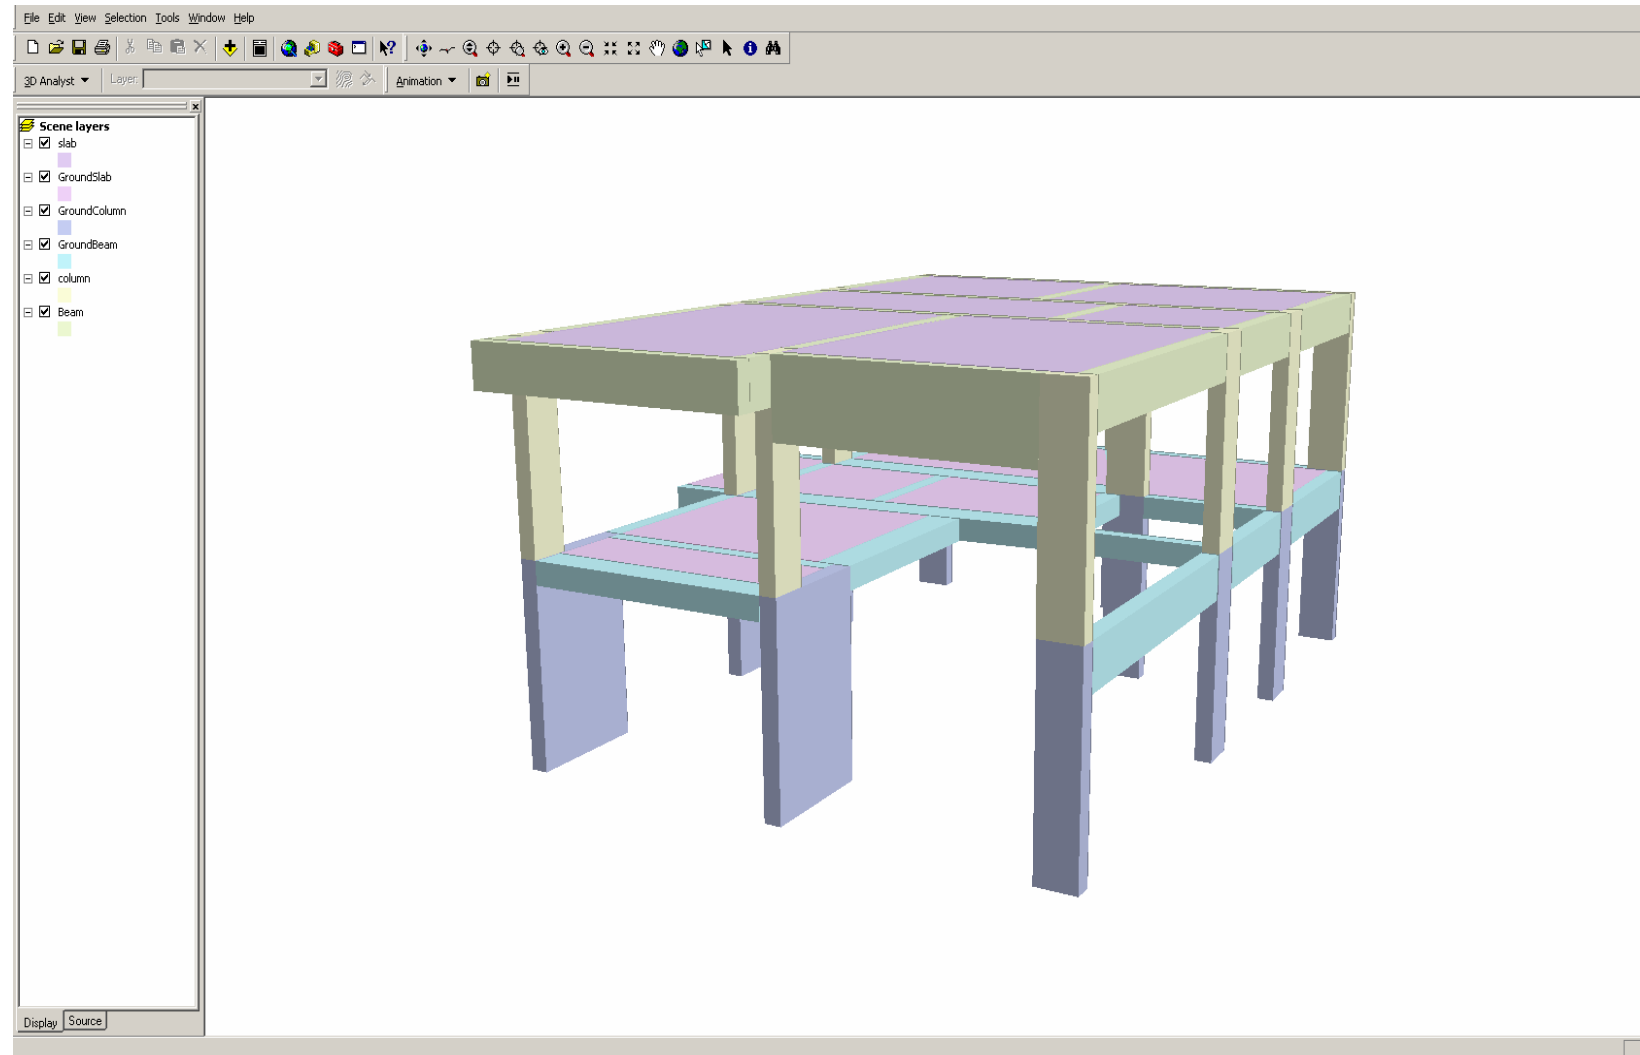 File Edit View Selection Tools Window Help
3D Analyst Layer: Animation
Scene layers
slab
GroundSlab
GroundColumn
GroundBeam
column
Beam
Display Source